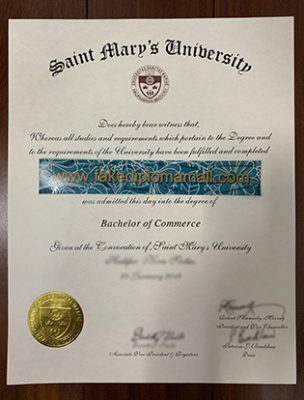 Saint Mary's University
Does hereby bear witness that,
Whereas all studies and requirements which pertain to the Degree and
to the requirements of the University have been fulfilled and completed
www.fakediplomamall.com
was admitted this day into the degree of
Bachelor of Commerce
Given at the Convocation of, Saint Mary's University
President and Vice Chancellor
Associate Vice President & Registrar
Dean